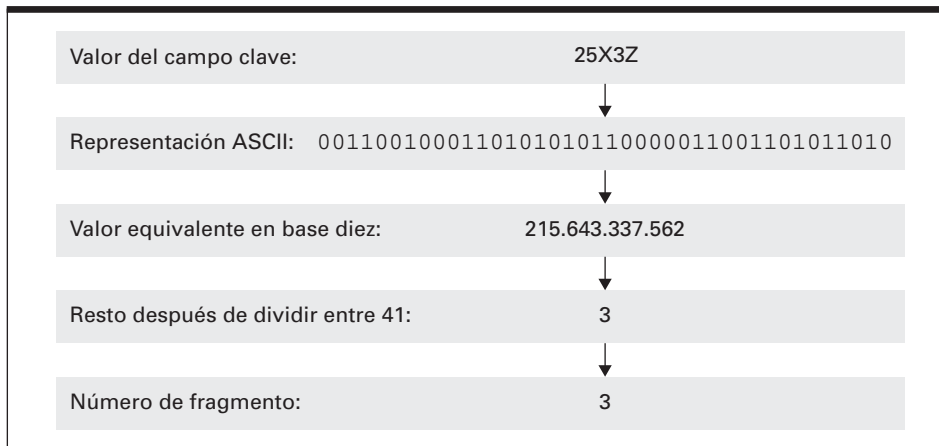 Valor del campo clave: 25X3Z
Representación ASCII: 0011001000110101010110000011001101011010
Valor equivalente en base diez: 215.643.337.562
Resto después de dividir entre 41: 3
Número de fragmento: 3